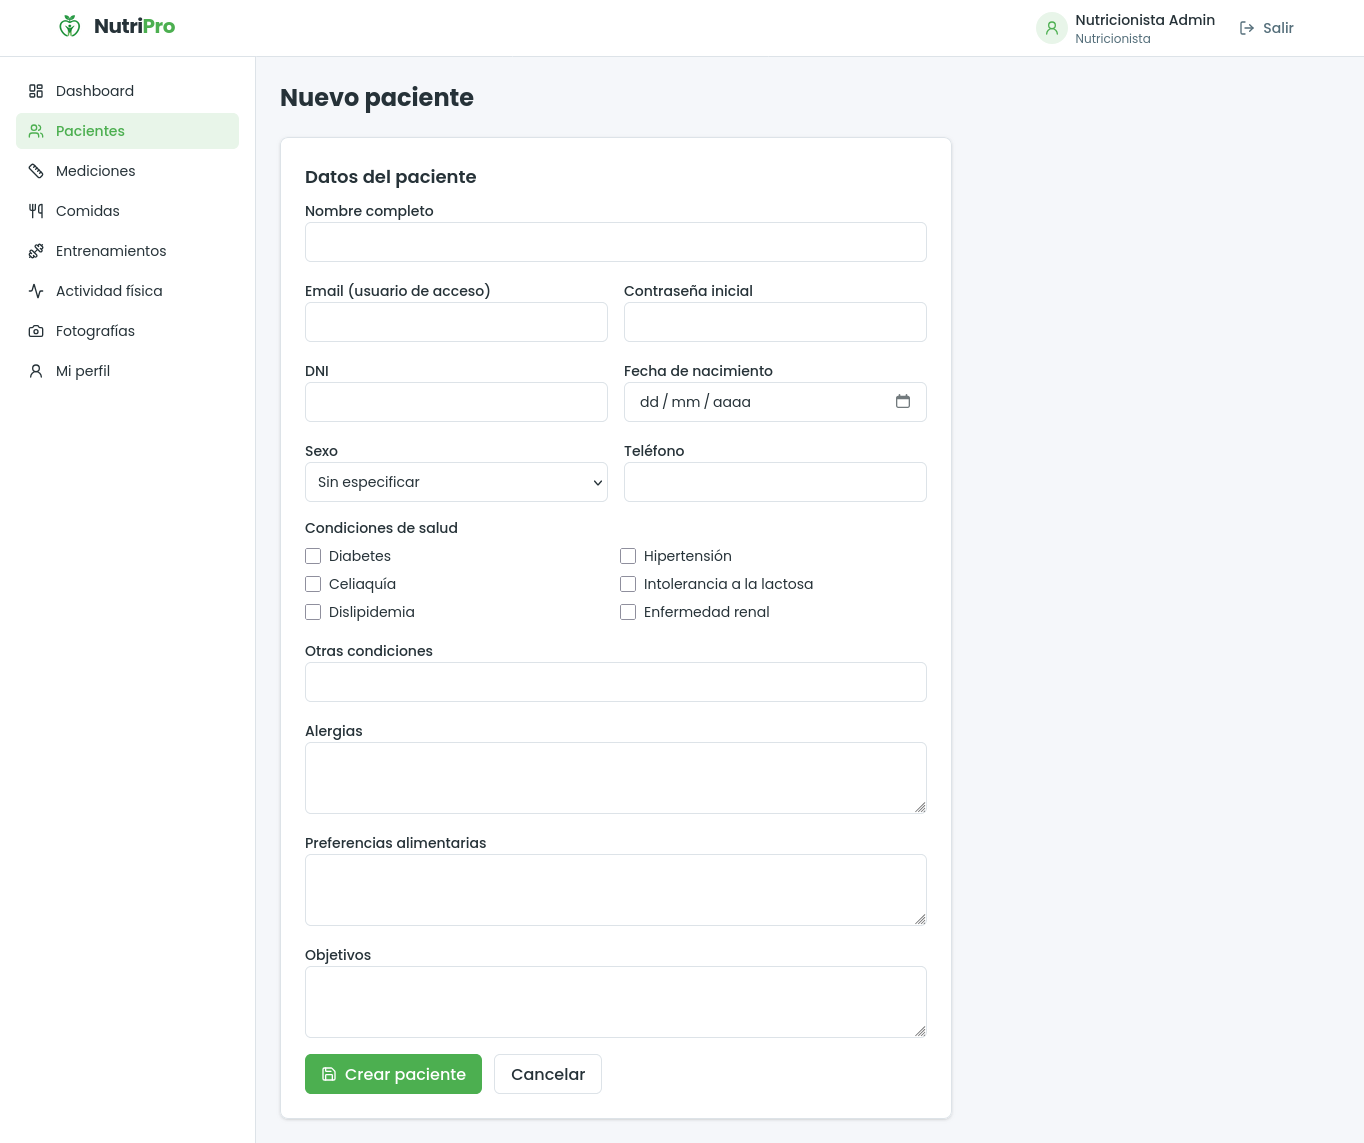 NutriPro
Nutricionista Admin
Nutricionista
Salir
Dashboard
Pacientes
Mediciones
Comidas
Entrenamientos
Actividad física
Fotografías
Mi perfil
Nuevo paciente
Datos del paciente
Nombre completo
Email (usuario de acceso)
Contraseña inicial
DNI
Fecha de nacimiento
dd / mm / aaaa
Sexo
Teléfono
Sin especificar
Condiciones de salud
Diabetes
Hipertensión
Celiaquía
Intolerancia a la lactosa
Dislipidemia
Enfermedad renal
Otras condiciones
Alergias
Preferencias alimentarias
Objetivos
Crear paciente
Cancelar